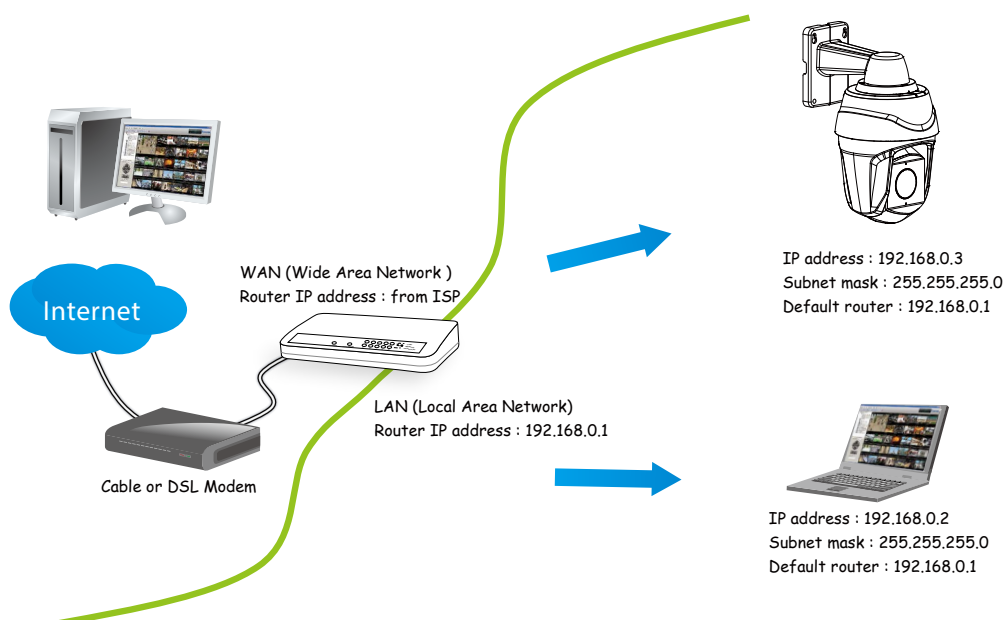 WAN (Wide Area Network )
Router IP address : from ISP
Internet
Cable or DSL Modem
LAN (Local Area Network)
Router IP address : 192.168.0.1
IP address : 192.168.0.3
Subnet mask : 255.255.255.0
Default router : 192.168.0.1
IP address : 192.168.0.2
Subnet mask : 255.255.255.0
Default router : 192.168.0.1